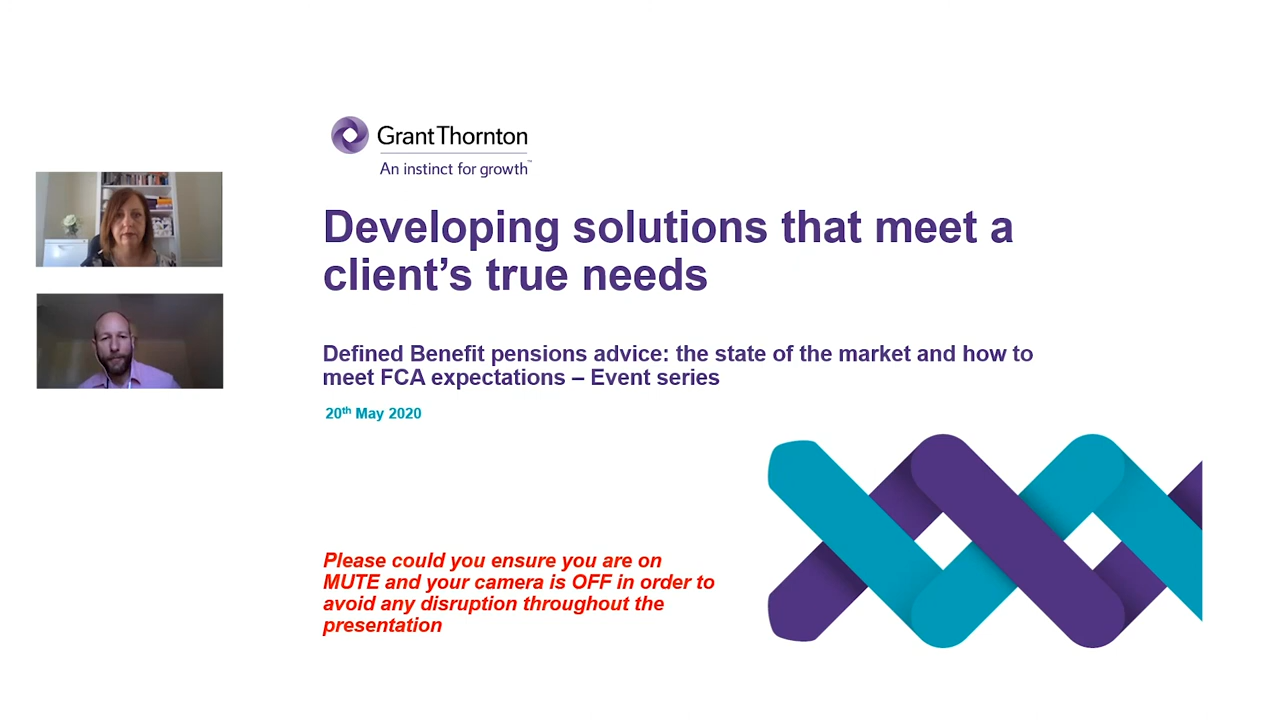 Grant Thornton
An instinct for growth™
Developing solutions that meet a
client's true needs
Defined Benefit pensions advice: the state of the market and how to
meet FCA expectations – Event series
20th May 2020
Please could you ensure you are on
MUTE and your camera is OFF in order to
avoid any disruption throughout the
presentation